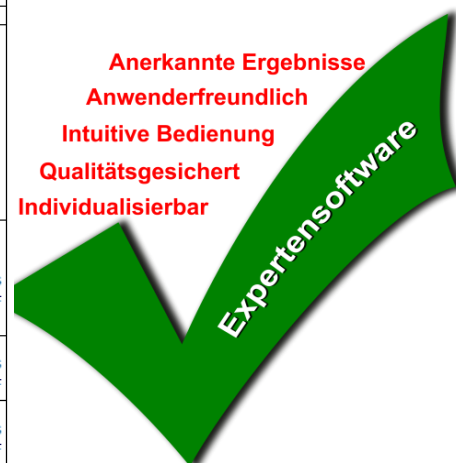 Anerkannte Ergebnisse
Anwenderfreundlich
Intuitive Bedienung
Qualitätsgesichert
Individualisierbar
Expertensoftware